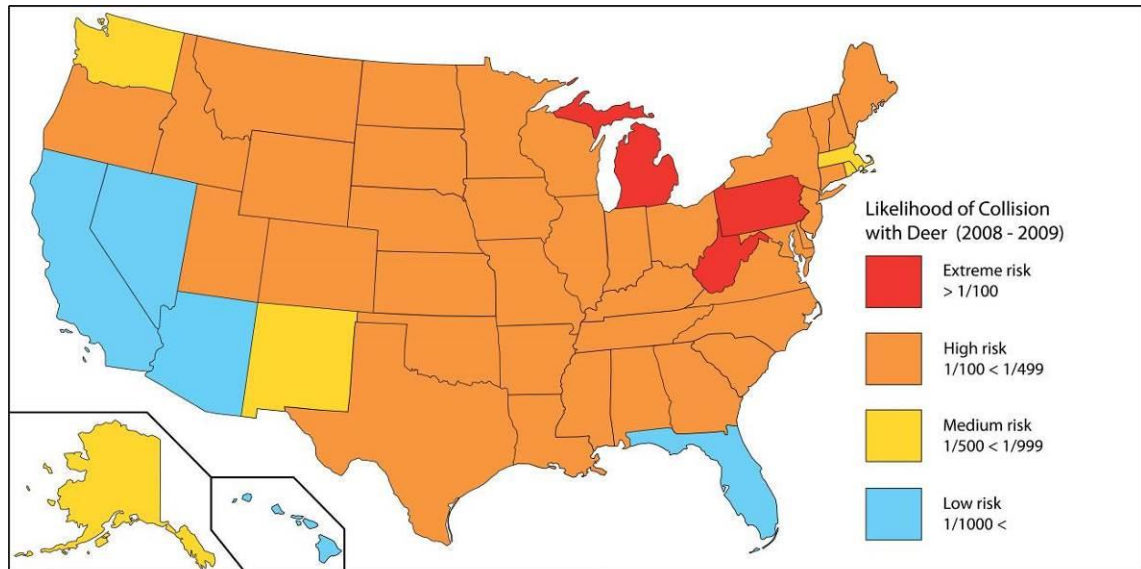 Likelihood of Collision
with Deer (2008 - 2009)
Extreme risk
> 1/100
High risk
1/100 < 1/499
Medium risk
1/500 < 1/999
Low risk
1/1000 <